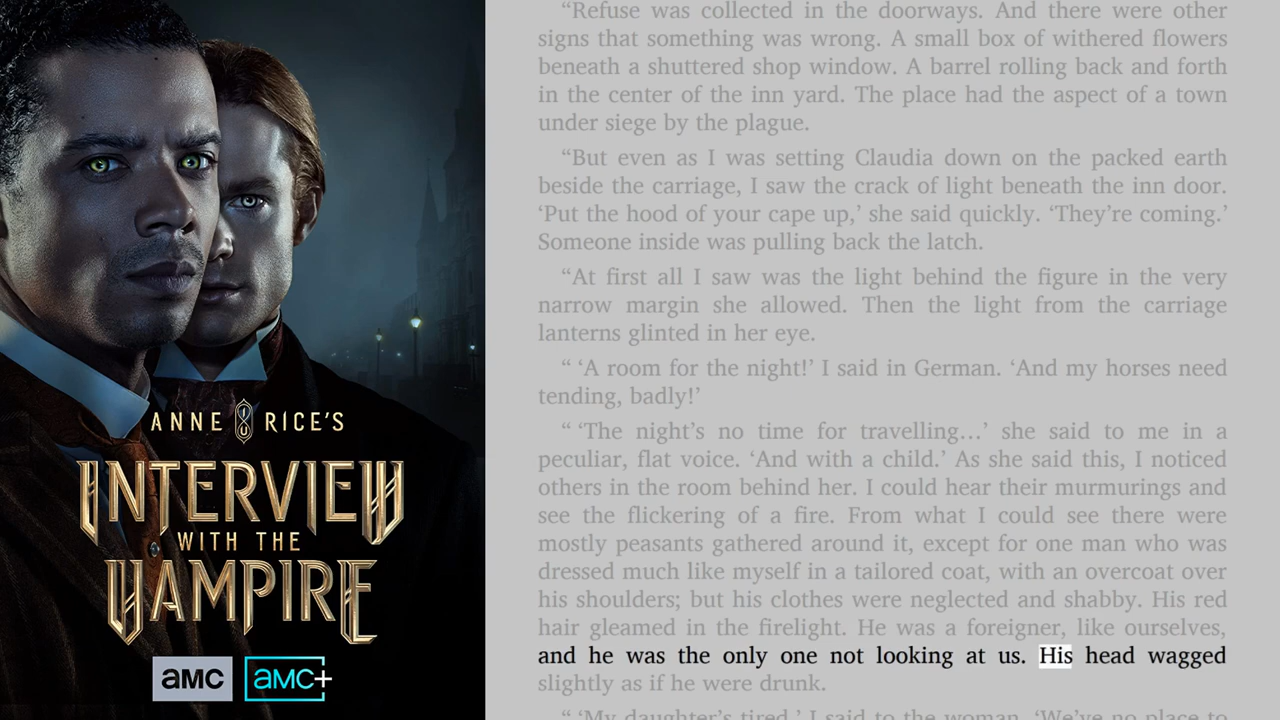 ANNE RICE'S
INTERVIEW
WITH THE
VAMPIRE
amc
amc+
“Refuse was collected in the doorways. And there were other
signs that something was wrong. A small box of withered flowers
beneath a shuttered shop window. A barrel rolling back and forth
in the center of the inn yard. The place had the aspect of a town
under siege by the plague.
“But even as I was setting Claudia down on the packed earth
beside the carriage, I saw the crack of light beneath the inn door.
‘Put the hood of your cape up,’ she said quickly. ‘They’re coming.’
Someone inside was pulling back the latch.
“At first all I saw was the light behind the figure in the very
narrow margin she allowed. Then the light from the carriage
lanterns glinted in her eye.
“ ‘A room for the night!’ I said in German. ‘And my horses need
tending, badly!’
“ ‘The night’s no time for travelling…’ she said to me in a
peculiar, flat voice. ‘And with a child.’ As she said this, I noticed
others in the room behind her. I could hear their murmurings and
see the flickering of a fire. From what I could see there were
mostly peasants gathered around it, except for one man who was
dressed much like myself in a tailored coat, with an overcoat over
his shoulders; but his clothes were neglected and shabby. His red
hair gleamed in the firelight. He was a foreigner, like ourselves,
and he was the only one not looking at us. His head wagged
slightly as if he were drunk.
“ ‘My daughter’s tired,’ I said to the woman. ‘We’ve no place to